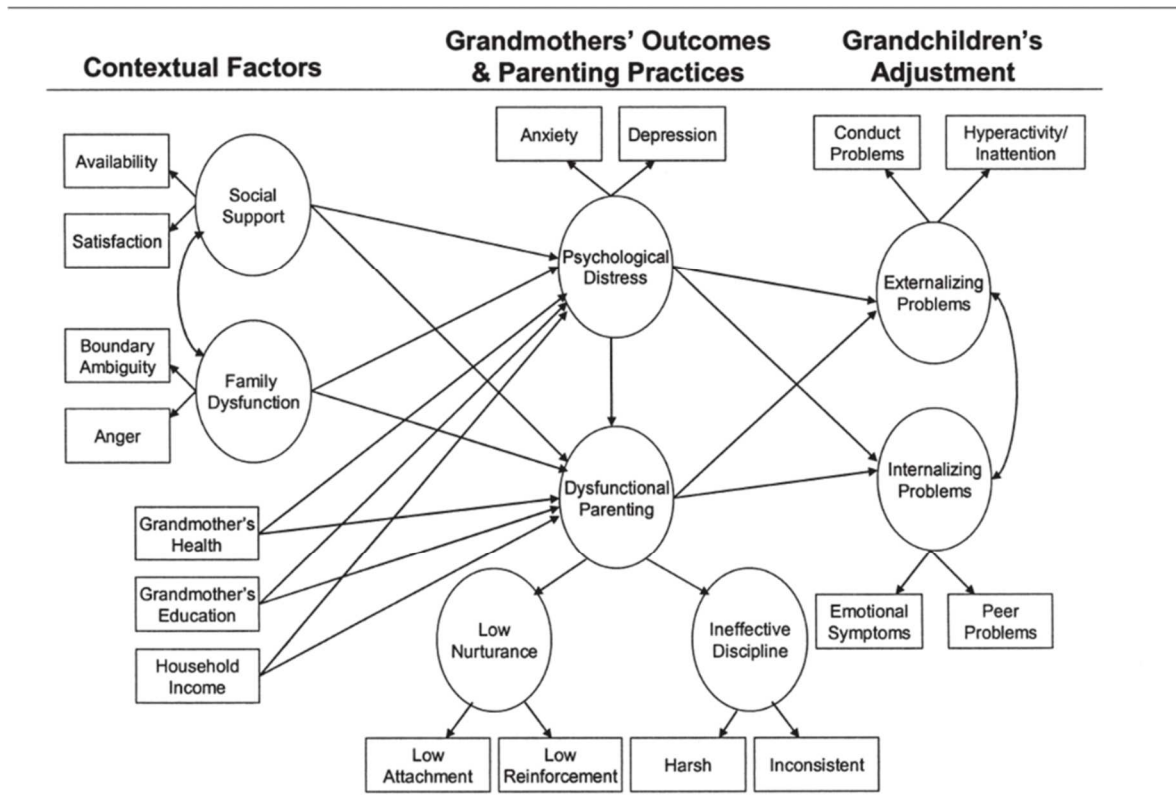 Contextual Factors
Grandmothers' Outcomes
& Parenting Practices
Grandchildren's
Adjustment
Availability
Satisfaction
Social
Support
Boundary
Ambiguity
Anger
Family
Dysfunction
Grandmother's
Health
Grandmother's
Education
Household
Income
Anxiety
Depression
Psychological
Distress
Dysfunctional
Parenting
Low
Nurturance
Ineffective
Discipline
Low
Attachment
Low
Reinforcement
Harsh
Inconsistent
Conduct
Problems
Hyperactivity/
Inattention
Externalizing
Problems
Internalizing
Problems
Emotional
Symptoms
Peer
Problems